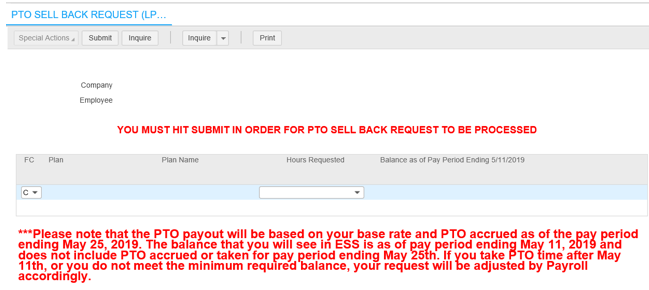 PTO SELL BACK REQUEST (LP...
Special Actions Submit Inquire Inquire Print
Company
Employee
YOU MUST HIT SUBMIT IN ORDER FOR PTO SELL BACK REQUEST TO BE PROCESSED
FC Plan Plan Name Hours Requested Balance as of Pay Period Ending 5/11/2019
C
***Please note that the PTO payout will be based on your base rate and PTO accrued as of the pay period
ending May 25, 2019. The balance that you will see in ESS is as of pay period ending May 11, 2019 and
does not include PTO accrued or taken for pay period ending May 25th. If you take PTO time after May
11th, or you do not meet the minimum required balance, your request will be adjusted by Payroll
accordingly.